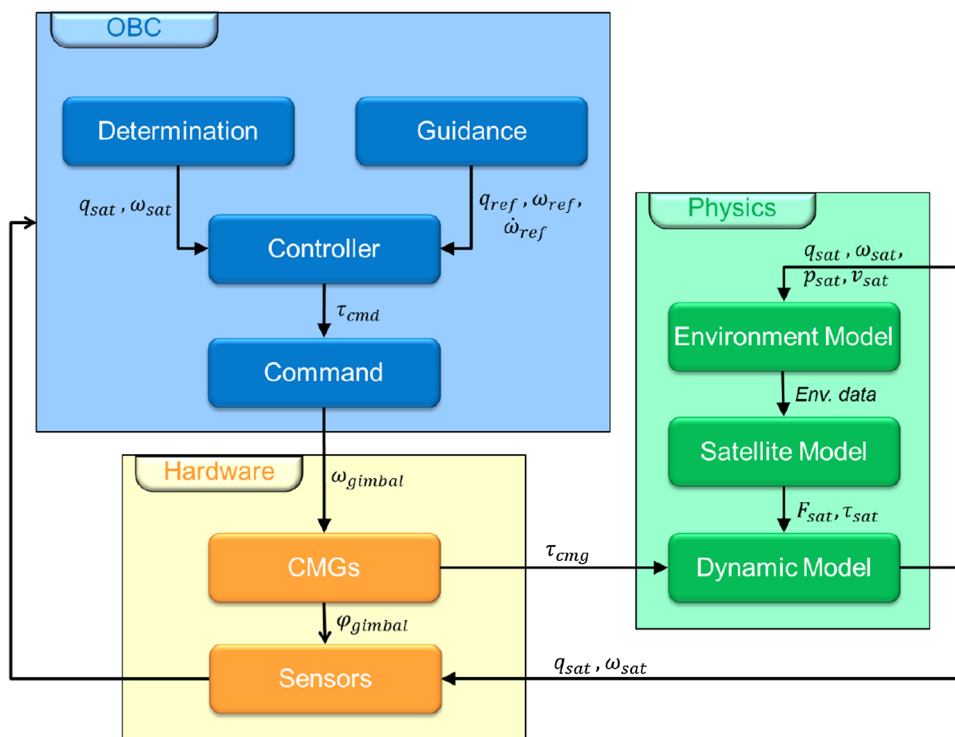 OBC
Determination
Guidance
q_sat , ω_sat
q_ref , ω_ref,
ω̇_ref
Controller
τ_cmd
Command
Physics
q_sat , ω_sat,
p_sat, v_sat
Environment Model
Env. data
Satellite Model
F_sat, τ_sat
Dynamic Model
Hardware
ω_gimbal
CMGs
τ_cmg
φ_gimbal
Sensors
q_sat, ω_sat